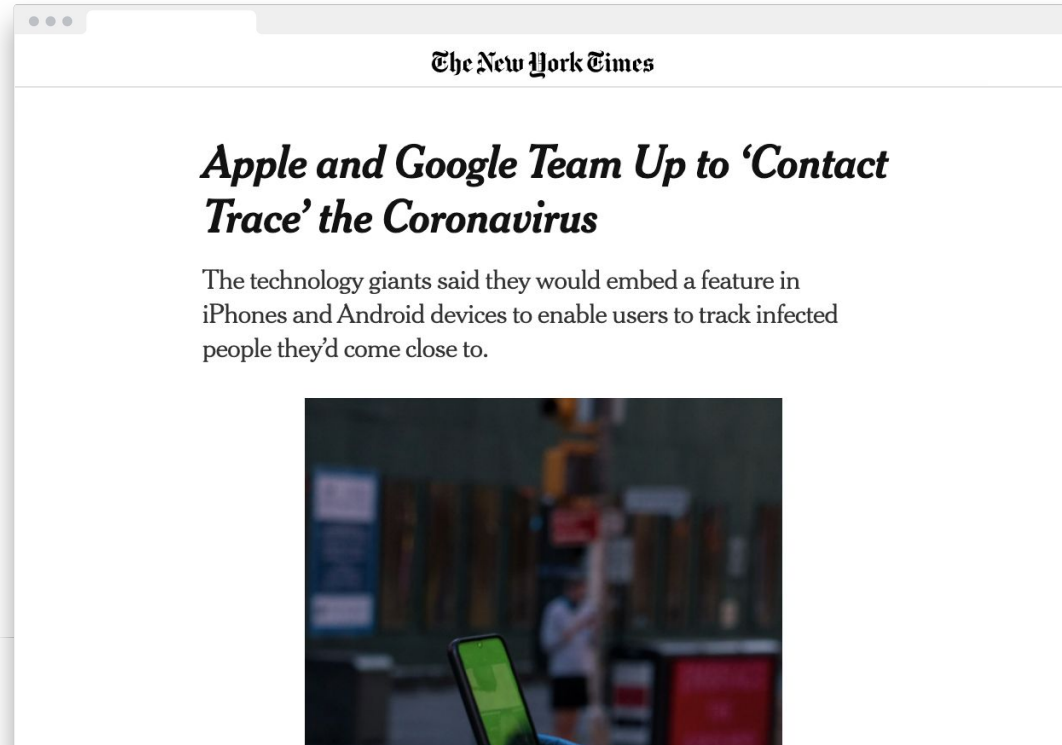 The New York Times
Apple and Google Team Up to ‘Contact
Trace’ the Coronavirus
The technology giants said they would embed a feature in
iPhones and Android devices to enable users to track infected
people they’d come close to.